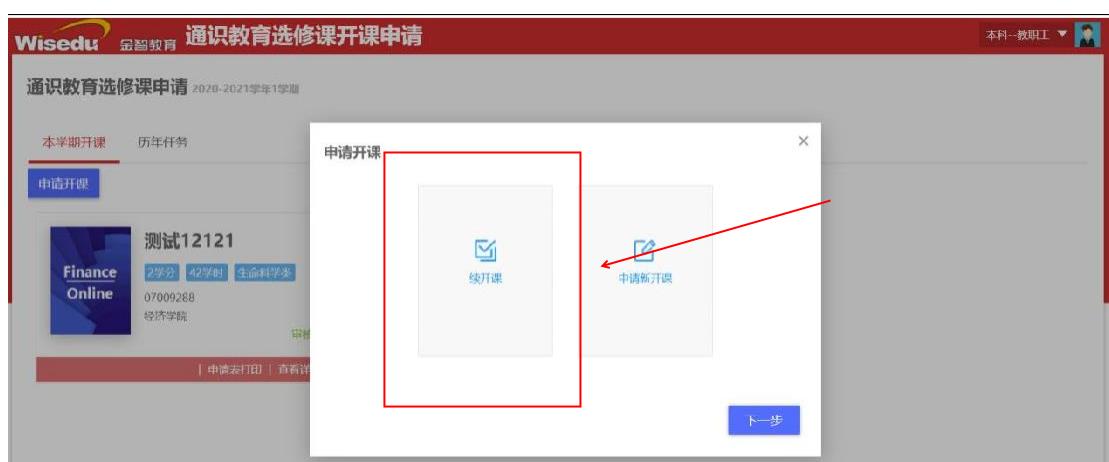 Wisedu 金智教育 通识教育选修课开课申请
本科--教职工
通识教育选修课申请 2020-2021学年1学期
本学期开课 历年任务
申请开课
申请开课
×
测试12121
2学分 42学时 生命科学类
07009288
经济学院
Finance
Online
审核
| 申请表打印 | 查看详
续开课
申请新开课
下一步